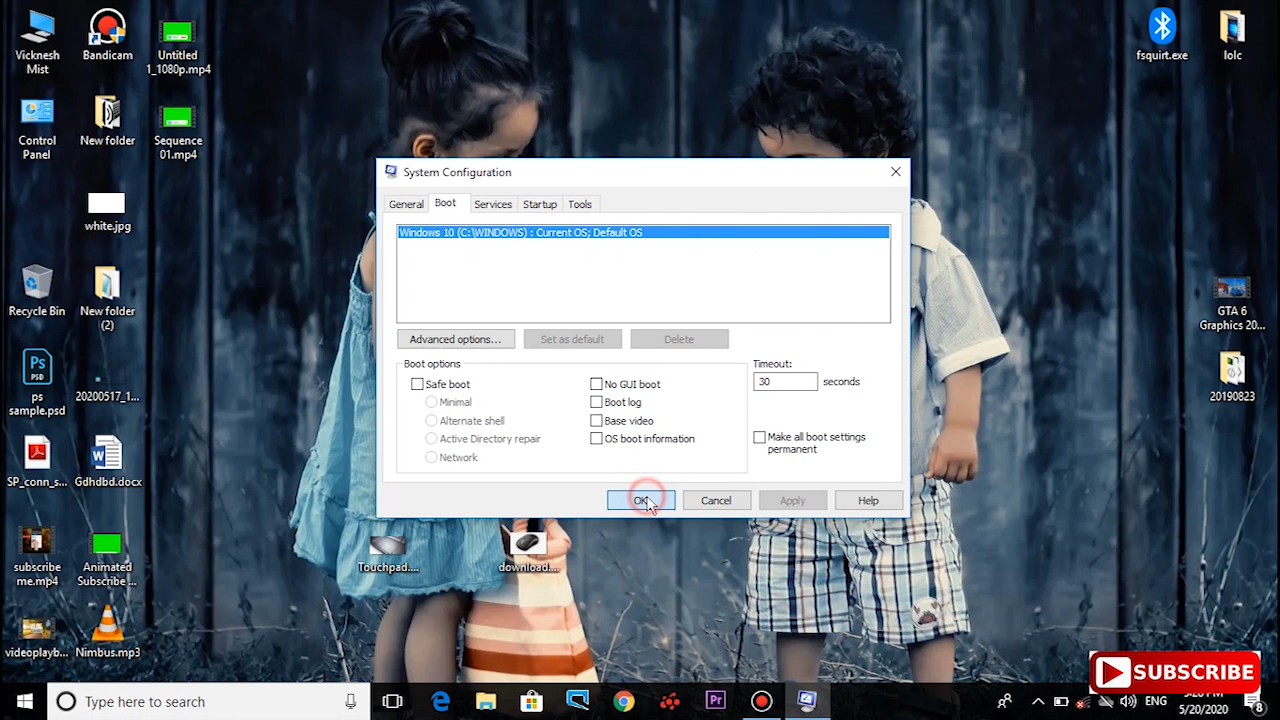 Vicknesh
Mist
Bandicam
Untitled
1_1080p.mp4
fsquirt.exe
lolc
Control
Panel
New folder
Sequence
01.mp4
white.jpg
Recycle Bin
New folder
(2)
GTA 6
Graphics 20...
PSD
ps
sample.psd
20200517_1...
20190823
SP_conn_s...
Gdhdbd.docx
subscribe
me.mp4
Animated
Subscribe ...
videoplayb...
Nimbus.mp3
Touchpad....
download....
System Configuration
General
Boot
Services
Startup
Tools
Windows 10 (C:\WINDOWS) : Current OS; Default OS
Advanced options...
Set as default
Delete
Boot options
Safe boot
Minimal
Alternate shell
Active Directory repair
Network
No GUI boot
Boot log
Base video
OS boot information
Timeout:
30 seconds
Make all boot settings
permanent
OK
Cancel
Apply
Help
SUBSCRIBE
Type here to search
Pr
ENG
5/20/2020
8